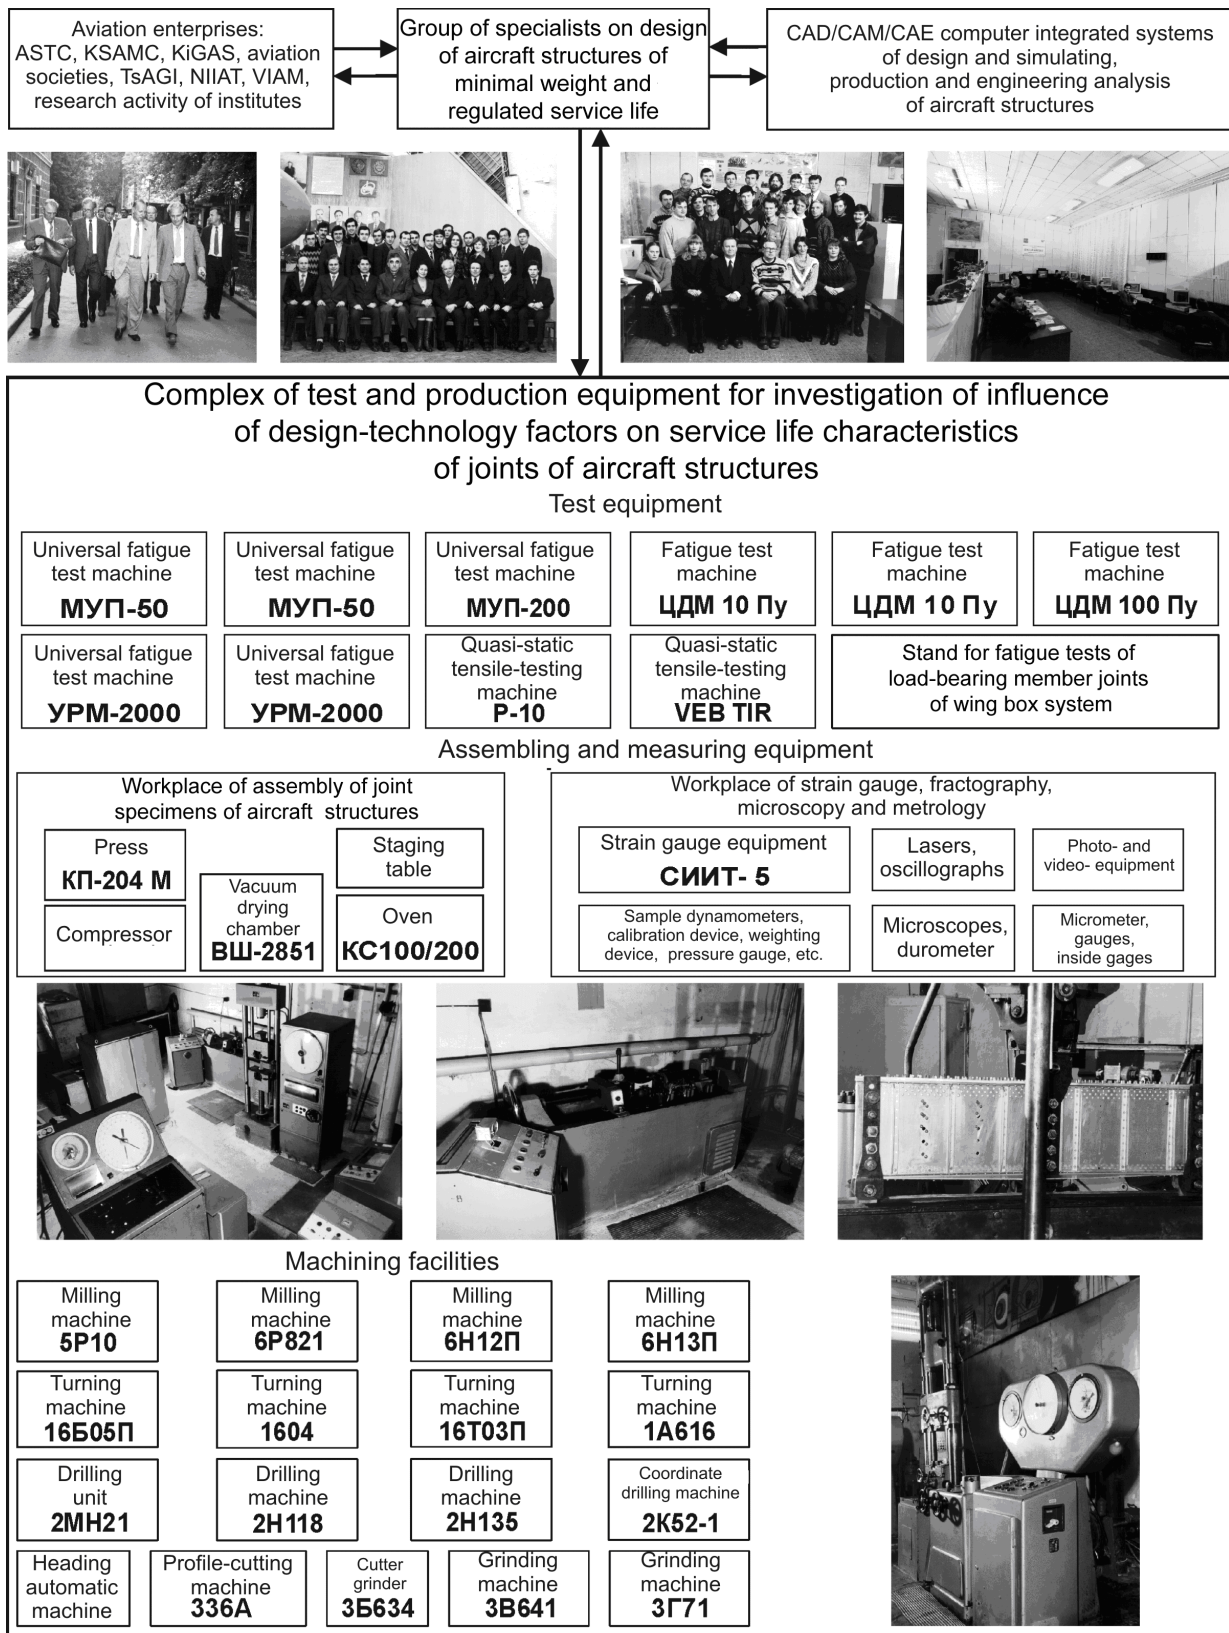 Aviation enterprises:
ASTC, KSAMC, KiGAS, aviation
societies, TsAGI, NIIAT, VIAM,
research activity of institutes
Group of specialists on design
of aircraft structures of
minimal weight and
regulated service life
CAD/CAM/CAE computer integrated systems
of design and simulating,
production and engineering analysis
of aircraft structures
Complex of test and production equipment for investigation of influence
of design-technology factors on service life characteristics
of joints of aircraft structures
Test equipment
Universal fatigue
test machine
МУП-50
Universal fatigue
test machine
МУП-50
Universal fatigue
test machine
МУП-200
Fatigue test
machine
ЦДМ 10 Пу
Fatigue test
machine
ЦДМ 10 Пу
Fatigue test
machine
ЦДМ 100 Пу
Universal fatigue
test machine
УРМ-2000
Universal fatigue
test machine
УРМ-2000
Quasi-static
tensile-testing
machine
Р-10
Quasi-static
tensile-testing
machine
VEB TIR
Stand for fatigue tests of
load-bearing member joints
of wing box system
Assembling and measuring equipment
Workplace of assembly of joint
specimens of aircraft structures
Press
КП-204 М
Compressor
Vacuum
drying
chamber
ВШ-2851
Staging
table
Oven
КС100/200
Workplace of strain gauge, fractography,
microscopy and metrology
Strain gauge equipment
СИИТ- 5
Lasers,
oscillographs
Photo- and
video- equipment
Sample dynamometers,
calibration device, weighting
device, pressure gauge, etc.
Microscopes,
durometer
Micrometer,
gauges,
inside gages
Machining facilities
Milling
machine
5Р10
Milling
machine
6Р821
Milling
machine
6Н12П
Milling
machine
6Н13П
Turning
machine
16Б05П
Turning
machine
1604
Turning
machine
16Т03П
Turning
machine
1А616
Drilling
unit
2МН21
Drilling
machine
2Н118
Drilling
machine
2Н135
Coordinate
drilling machine
2К52-1
Heading
automatic
machine
Profile-cutting
machine
336А
Cutter
grinder
3Б634
Grinding
machine
3В641
Grinding
machine
3Г71